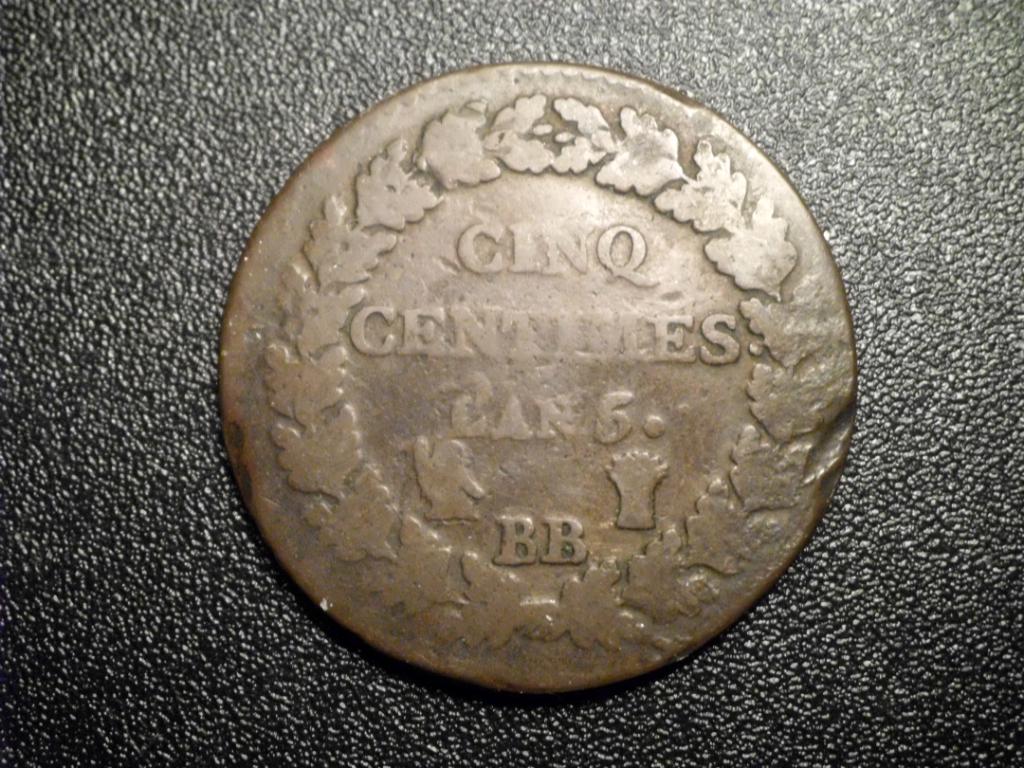 CINQ
CENTIMES.
L'AN 5.
BB